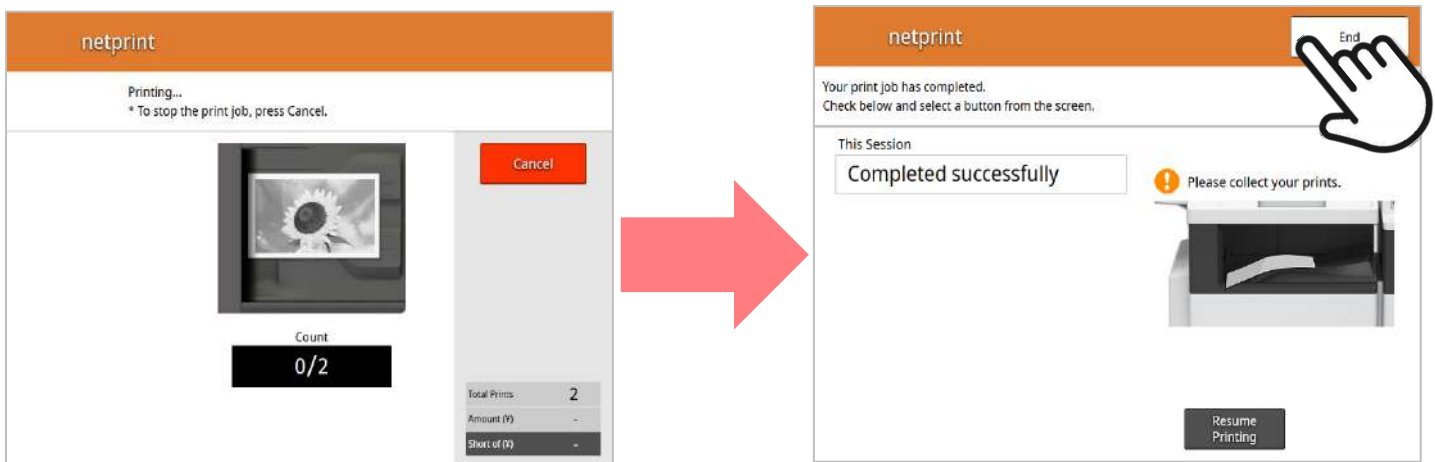 netprint
Printing...
* To stop the print job, press Cancel.
Cancel
Count
0/2
Total Prints 2
Amount (¥) -
Short of (¥) -
netprint
End
Your print job has completed.
Check below and select a button from the screen.
This Session
Completed successfully
Please collect your prints.
Resume
Printing